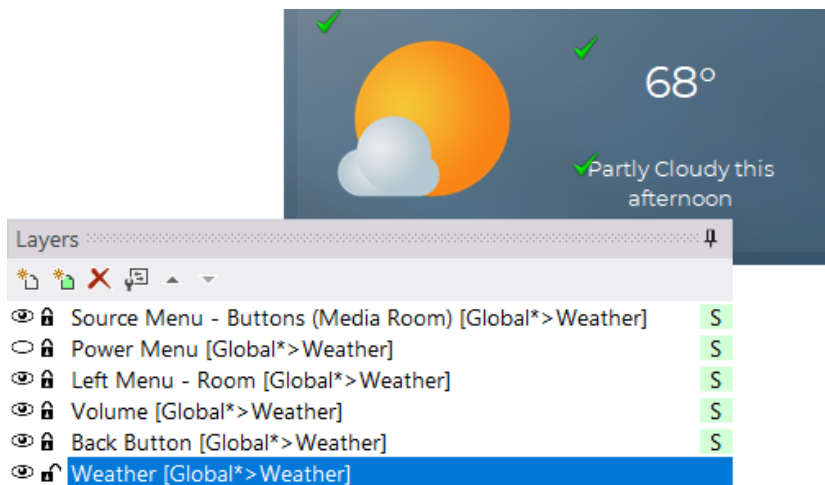 68°
Partly Cloudy this
afternoon
Layers
Source Menu - Buttons (Media Room) [Global*>Weather] S
Power Menu [Global*>Weather] S
Left Menu - Room [Global*>Weather] S
Volume [Global*>Weather] S
Back Button [Global*>Weather] S
Weather [Global*>Weather]